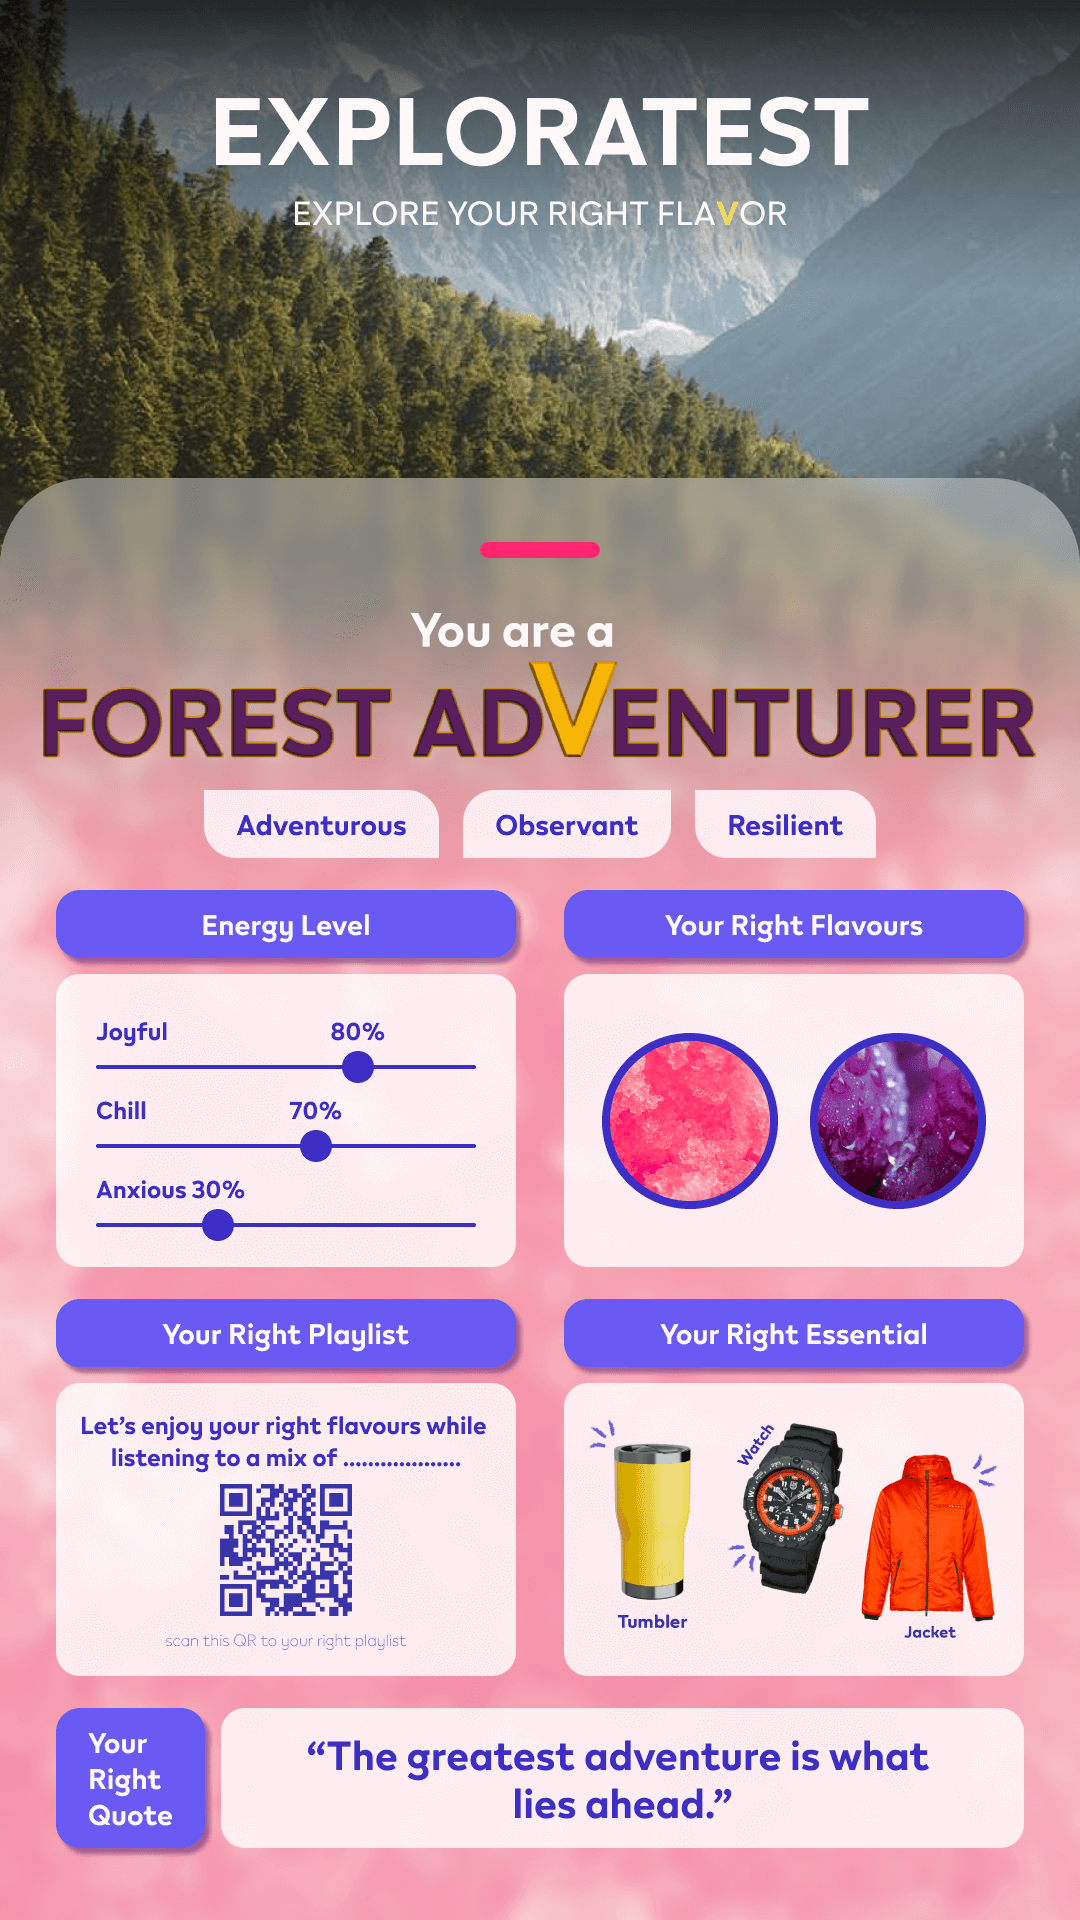 EXPLORATEST
EXPLORE YOUR RIGHT FLAVOR
You are a
FOREST ADVENTURER
Adventurous
Observant
Resilient
Energy Level
Joyful 80%
Chill 70%
Anxious 30%
Your Right Flavours
Your Right Playlist
Let's enjoy your right flavours while
listening to a mix of ...................
scan this QR to your right playlist
Your Right Essential
Tumbler
Watch
Jacket
Your
Right
Quote
“The greatest adventure is what
lies ahead.”